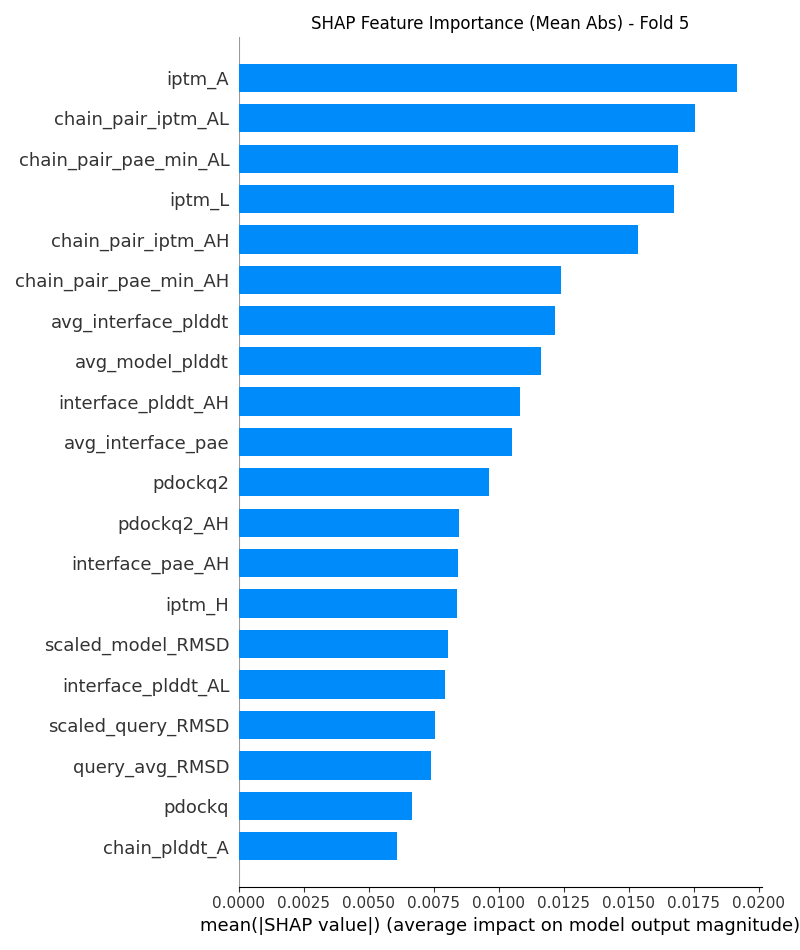 SHAP Feature Importance (Mean Abs) - Fold 5
iptm_A
chain_pair_iptm_AL
chain_pair_pae_min_AL
iptm_L
chain_pair_iptm_AH
chain_pair_pae_min_AH
avg_interface_plddt
avg_model_plddt
interface_plddt_AH
avg_interface_pae
pdockq2
pdockq2_AH
interface_pae_AH
iptm_H
scaled_model_RMSD
interface_plddt_AL
scaled_query_RMSD
query_avg_RMSD
pdockq
chain_plddt_A
0.0000 0.0025 0.0050 0.0075 0.0100 0.0125 0.0150 0.0175 0.0200
mean(|SHAP value|) (average impact on model output magnitude)